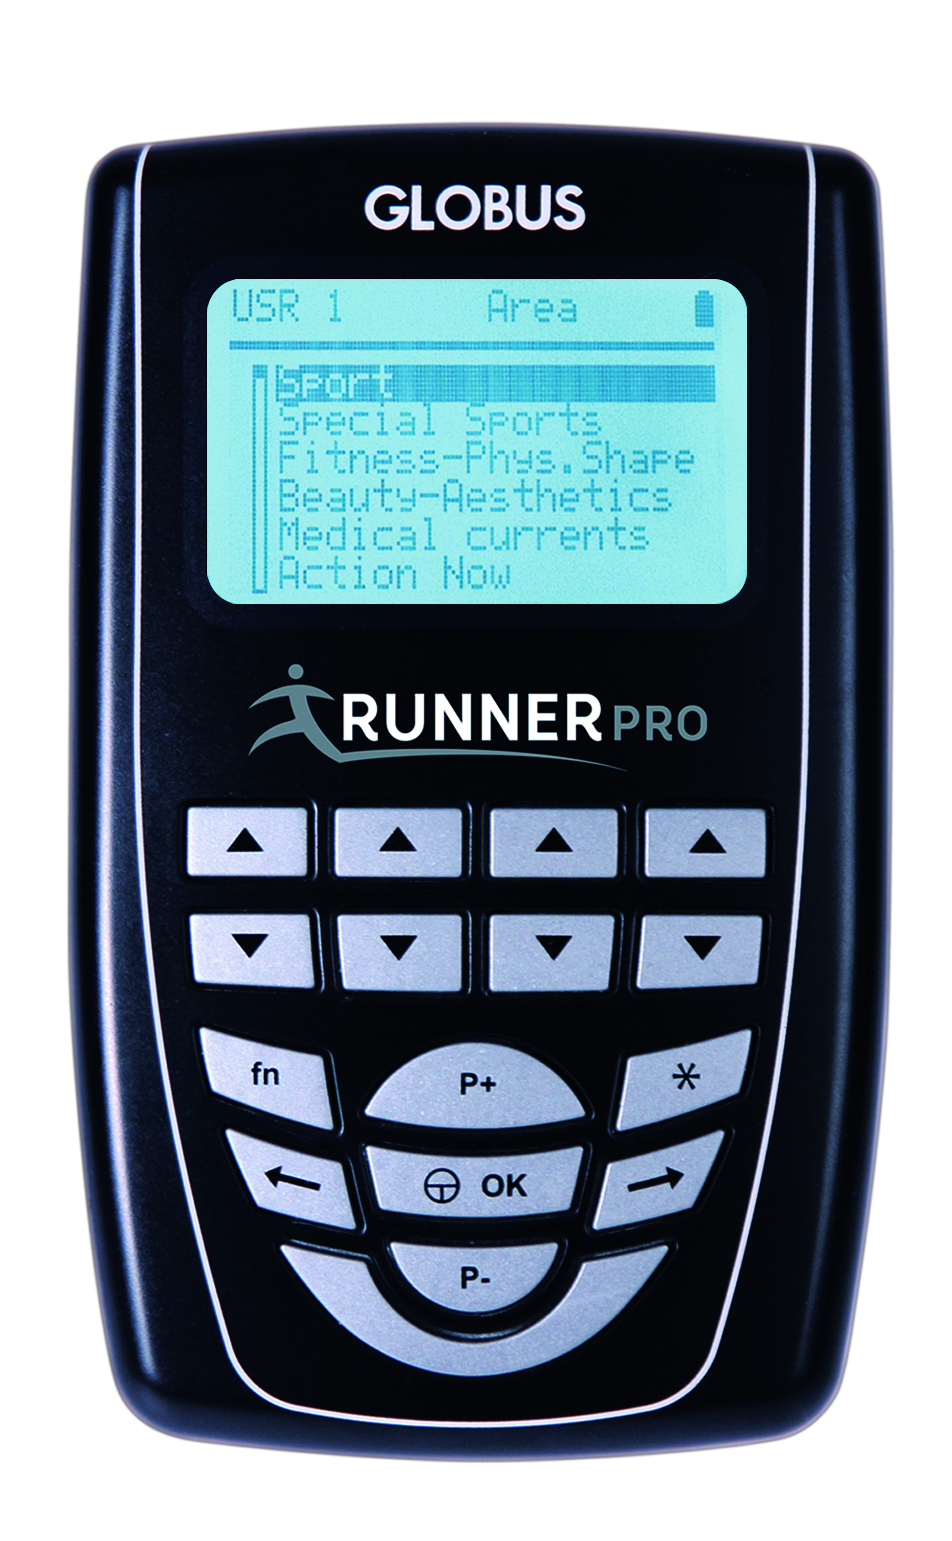 GLOBUS
USR 1 Area
Sport
Special Sports
Fitness-Phys.Shape
Beauty-Aesthetics
Medical currents
Action Now
RUNNER PRO
fn P+ *
← OK →
P-